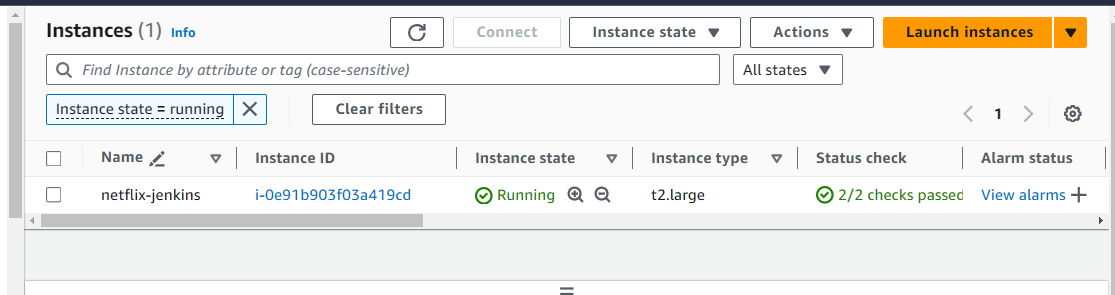 Instances (1) Info Connect Instance state Actions Launch instances
Find Instance by attribute or tag (case-sensitive) All states
Instance state = running Clear filters 1
Name Instance ID Instance state Instance type Status check Alarm status
netflix-jenkins i-0e91b903f03a419cd Running t2.large 2/2 checks passed View alarms